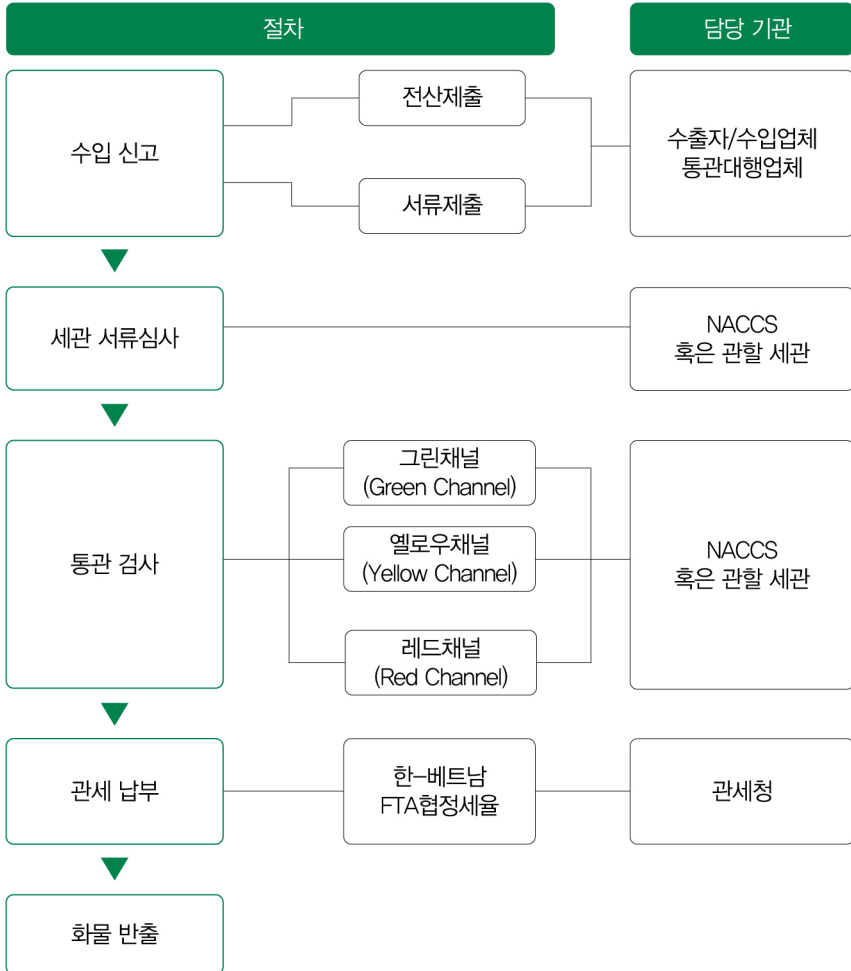 절차
담당 기관
수입 신고
전산제출
서류제출
수출자/수입업체
통관대행업체
세관 서류심사
NACCS
혹은 관할 세관
통관 검사
그린채널
(Green Channel)
옐로우채널
(Yellow Channel)
레드채널
(Red Channel)
NACCS
혹은 관할 세관
관세 납부
한-베트남
FTA협정세율
관세청
화물 반출